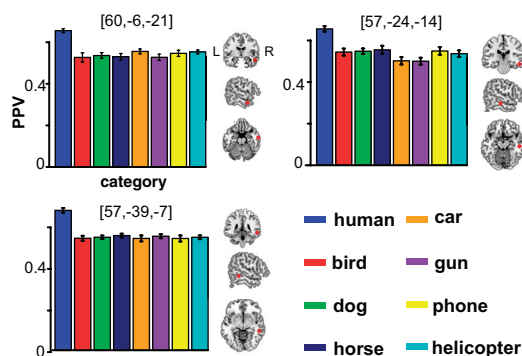 [60,-6,-21]
L R
0.4
PPV
0
category
[57,-24,-14]
0.4
0
[57,-39,-7]
0.4
0
human
bird
dog
horse
car
gun
phone
helicopter